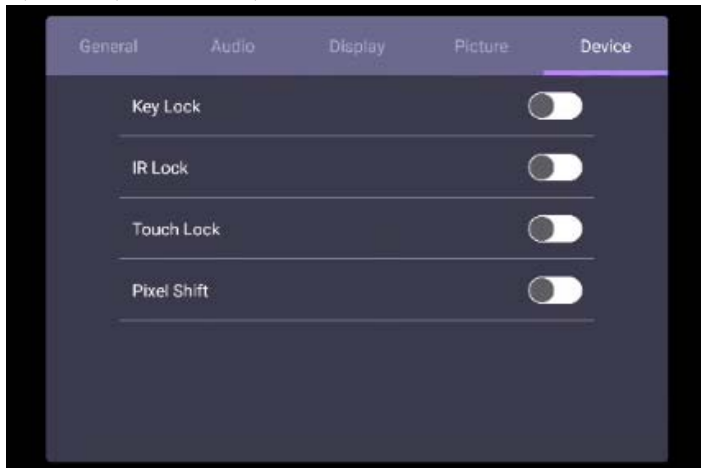 General Audio Display Picture Device
Key Lock
IR Lock
Touch Lock
Pixel Shift